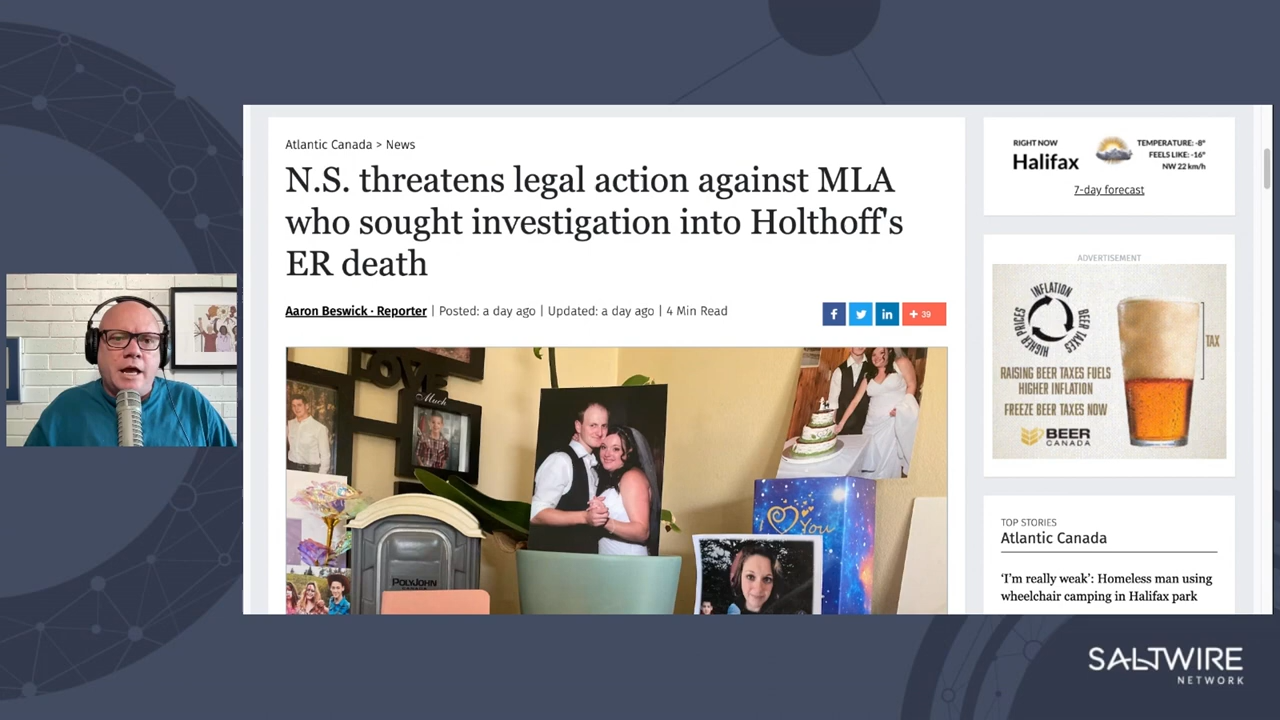 Atlantic Canada > News
N.S. threatens legal action against MLA
who sought investigation into Holthoff's
ER death
Aaron Beswick · Reporter | Posted: a day ago | Updated: a day ago | 4 Min Read
39
LOVE
Much
POLYJOHN
I
You
RIGHT NOW
Halifax
TEMPERATURE: -8°
FEELS LIKE: -16°
NW 22 km/h
7-day forecast
ADVERTISEMENT
INFLATION
BEER TAXES
HIGHER PRICES
TAX
RAISING BEER TAXES FUELS
HIGHER INFLATION
FREEZE BEER TAXES NOW
BEER
CANADA
TOP STORIES
Atlantic Canada
‘I’m really weak’: Homeless man using
wheelchair camping in Halifax park
SALTWIRE
NETWORK